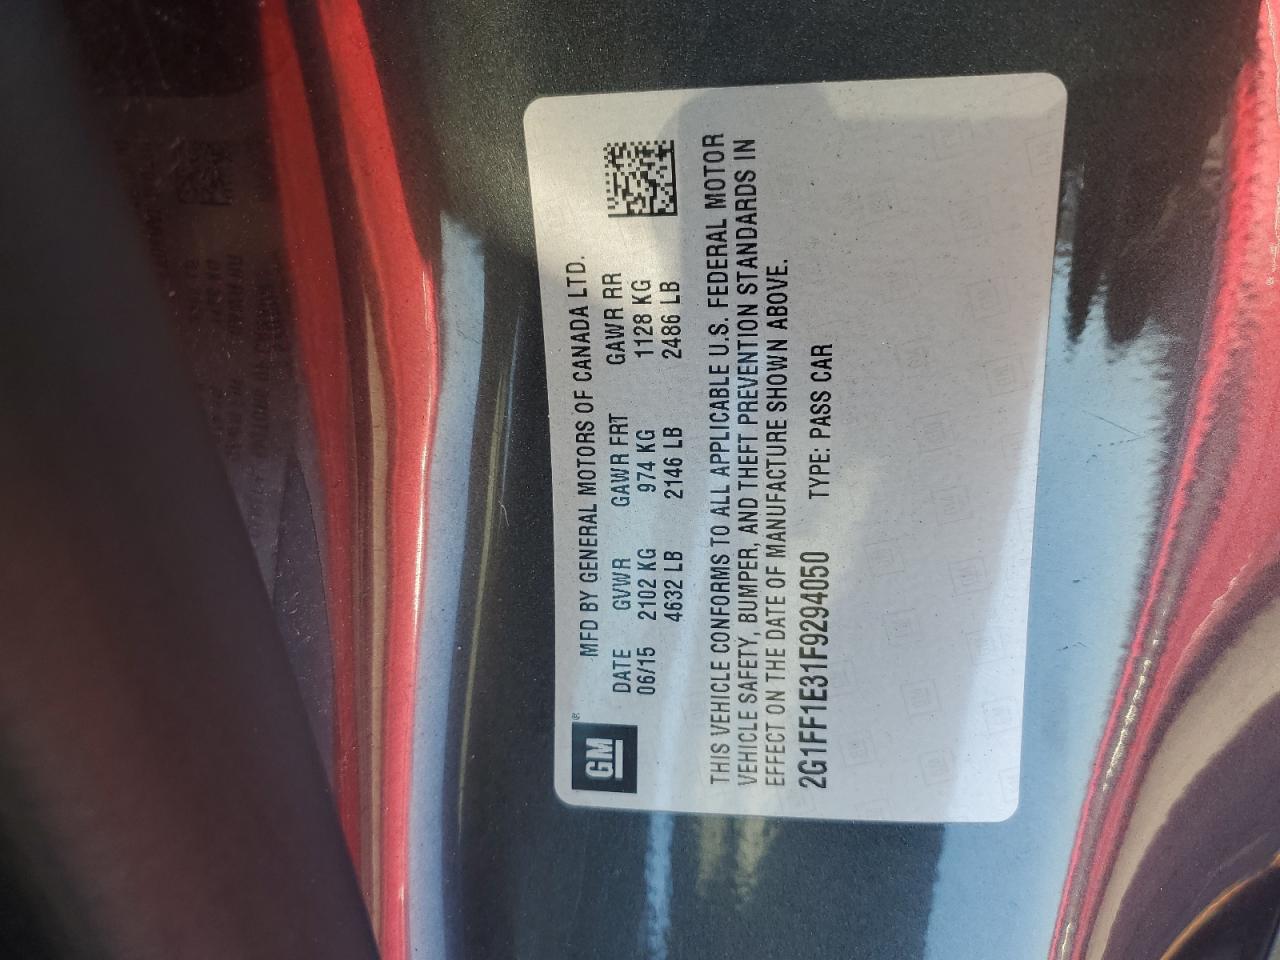 GM®
MFD BY GENERAL MOTORS OF CANADA LTD.
DATE GVWR GAWR FRT GAWR RR
06/15 2102 KG 974 KG 1128 KG
4632 LB 2146 LB 2486 LB
THIS VEHICLE CONFORMS TO ALL APPLICABLE U.S. FEDERAL MOTOR
VEHICLE SAFETY, BUMPER, AND THEFT PREVENTION STANDARDS IN
EFFECT ON THE DATE OF MANUFACTURE SHOWN ABOVE.
2G1FF1E31F9294050 TYPE: PASS CAR